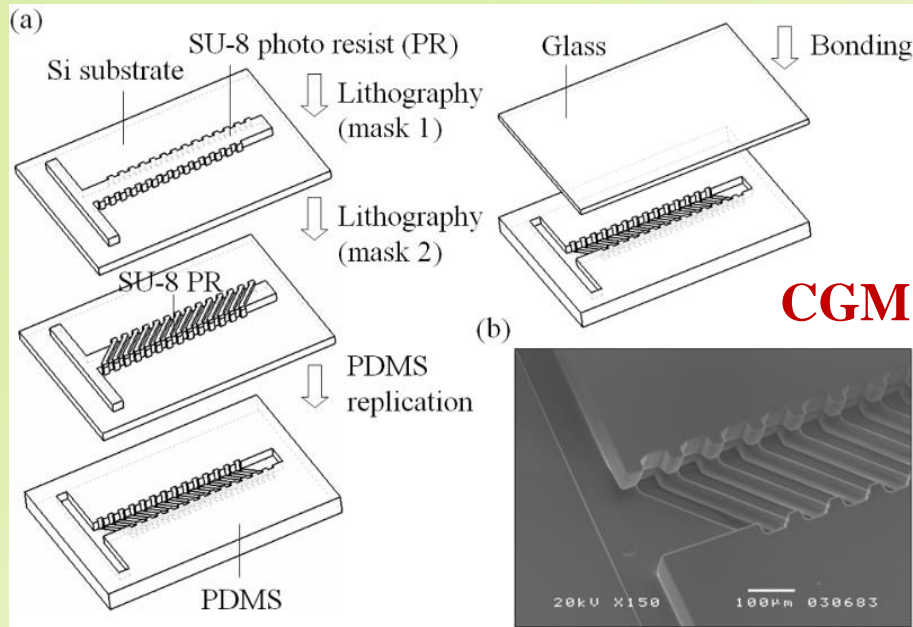 (a)
SU-8 photo resist (PR)
Si substrate
Lithography
(mask 1)
Lithography
(mask 2)
SU-8 PR
PDMS
replication
PDMS
Glass
Bonding
CGM
(b)
20kV X150 100μm 030683